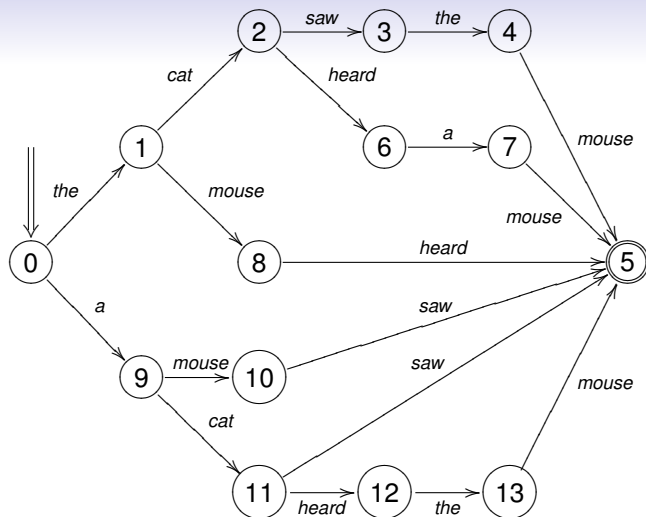 2 saw 3 the 4
heard
cat
1 6 a 7 mouse
the mouse mouse
0 8 heard 5
a saw
9 mouse 10 saw
cat mouse
11 heard 12 the 13